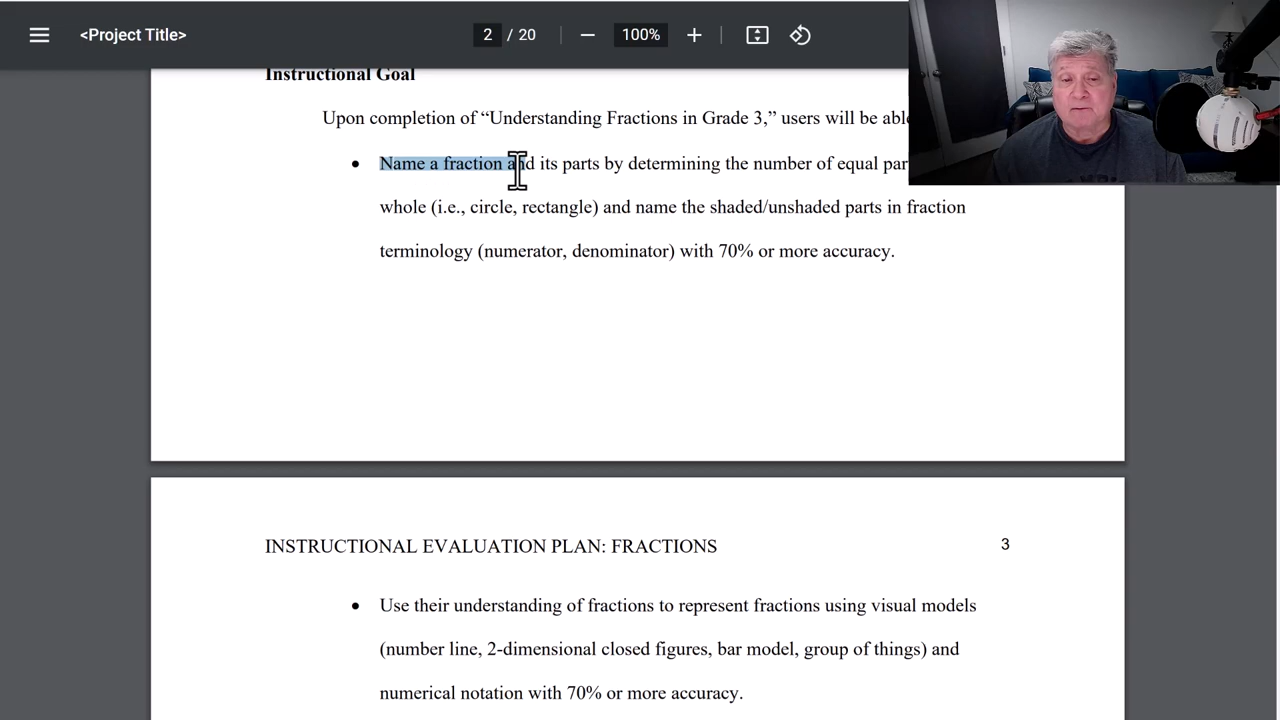 <Project Title>
2 / 20
100%
Instructional Goal
Upon completion of “Understanding Fractions in Grade 3,” users will be
Name a fraction and its parts by determining the number of equal
whole (i.e., circle, rectangle) and name the shaded/unshaded parts in fraction
terminology (numerator, denominator) with 70% or more accuracy.
INSTRUCTIONAL EVALUATION PLAN: FRACTIONS 3
Use their understanding of fractions to represent fractions using visual models
(number line, 2-dimensional closed figures, bar model, group of things) and
numerical notation with 70% or more accuracy.